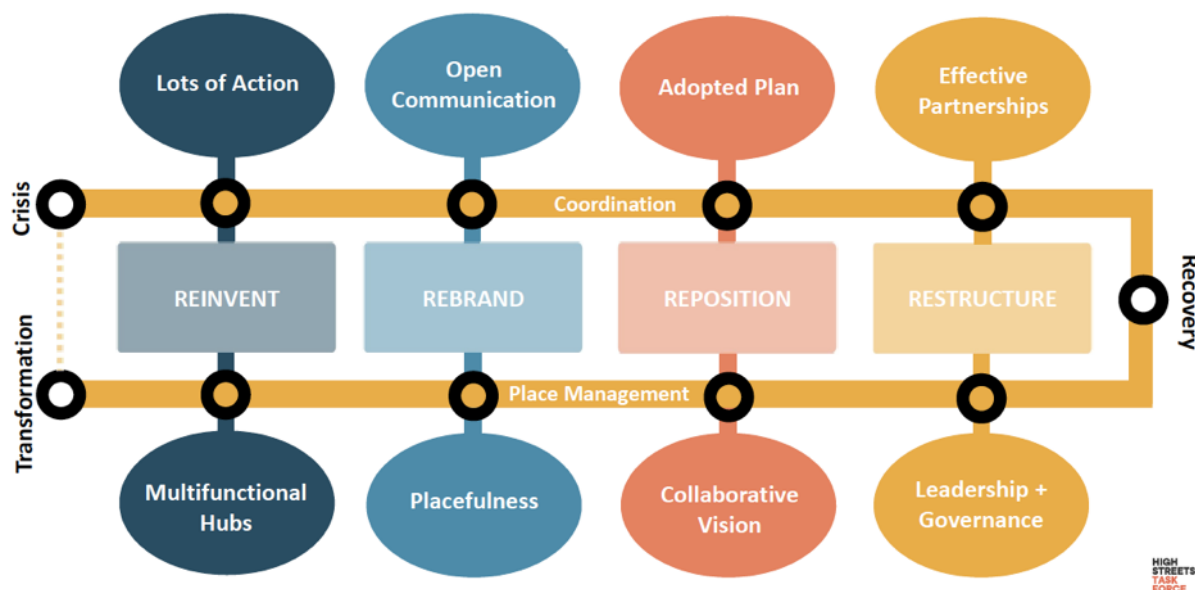 Lots of Action
Open
Communication
Adopted Plan
Effective
Partnerships
Crisis
Coordination
REINVENT
REBRAND
REPOSITION
RESTRUCTURE
Recovery
Transformation
Place Management
Multifunctional
Hubs
Placefulness
Collaborative
Vision
Leadership +
Governance
HIGH
STREETS
TASK
FORCE